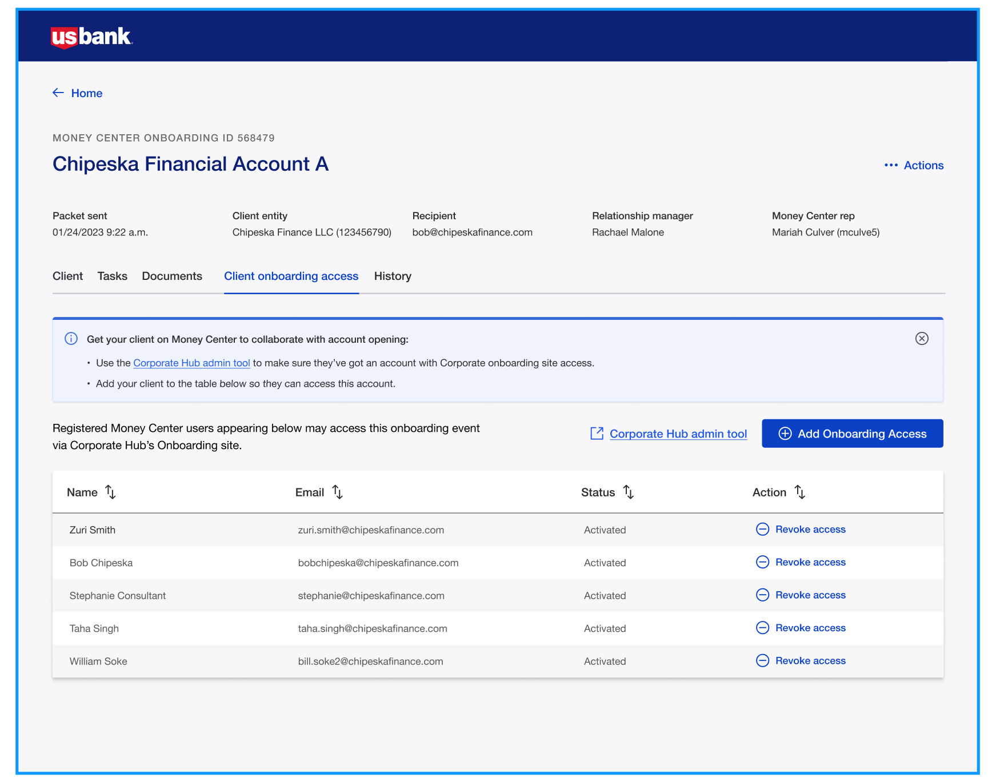 usbank
Home
MONEY CENTER ONBOARDING ID 568479
Chipeska Financial Account A
Actions
Packet sent
01/24/2023 9:22 a.m.
Client entity
Chipeska Finance LLC (123456790)
Recipient
bob@chipeskafinance.com
Relationship manager
Rachael Malone
Money Center rep
Mariah Culver (mculve5)
Client Tasks Documents Client onboarding access History
Get your client on Money Center to collaborate with account opening:
• Use the Corporate Hub admin tool to make sure they’ve got an account with Corporate onboarding site access.
• Add your client to the table below so they can access this account.
Registered Money Center users appearing below may access this onboarding event
via Corporate Hub’s Onboarding site.
Corporate Hub admin tool
Add Onboarding Access
Name Email Status Action
Zuri Smith zuri.smith@chipeskafinance.com Activated Revoke access
Bob Chipeska bobchipeska@chipeskafinance.com Activated Revoke access
Stephanie Consultant stephanie@chipeskafinance.com Activated Revoke access
Taha Singh taha.singh@chipeskafinance.com Activated Revoke access
William Soke bill.soke2@chipeskafinance.com Activated Revoke access